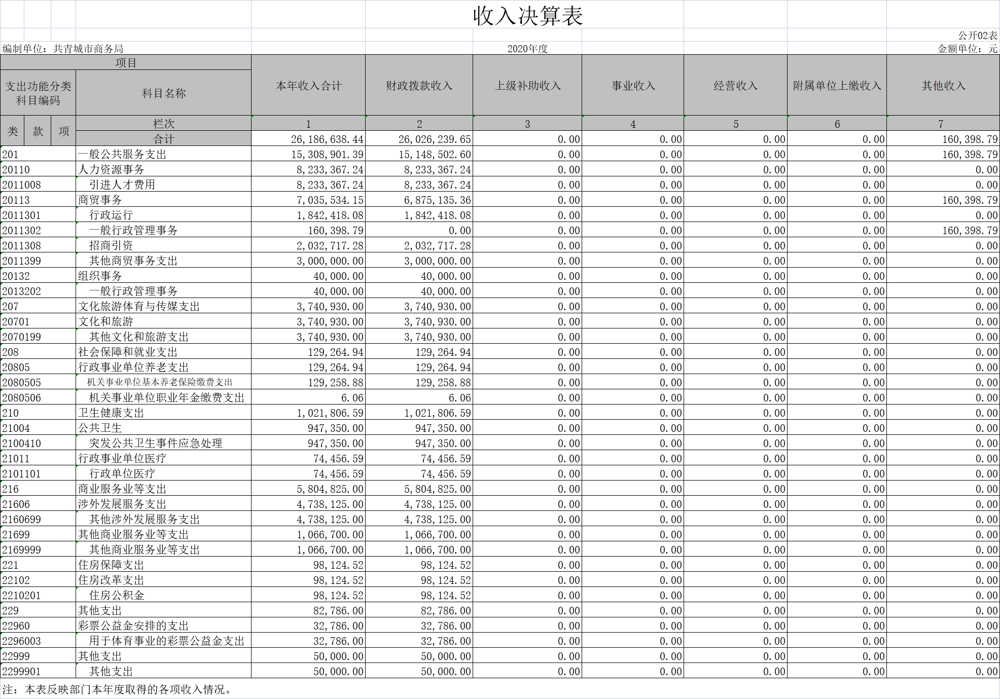 收入决算表
公开02表
编制单位：共青城市商务局 2020年度 金额单位：元
项目 本年收入合计 财政拨款收入 上级补助收入 事业收入 经营收入 附属单位上缴收入 其他收入
支出功能分类科目编码 科目名称
类 款 项 栏次 1 2 3 4 5 6 7
合计 26,186,638.44 26,026,239.65 0.00 0.00 0.00 0.00 160,398.79
201 一般公共服务支出 15,308,901.39 15,148,502.60 0.00 0.00 0.00 0.00 160,398.79
20110 人力资源事务 8,233,367.24 8,233,367.24 0.00 0.00 0.00 0.00 0.00
2011008 引进人才费用 8,233,367.24 8,233,367.24 0.00 0.00 0.00 0.00 0.00
20113 商贸事务 7,035,534.15 6,875,135.36 0.00 0.00 0.00 0.00 160,398.79
2011301 行政运行 1,842,418.08 1,842,418.08 0.00 0.00 0.00 0.00 0.00
2011302 一般行政管理事务 160,398.79 0.00 0.00 0.00 0.00 0.00 160,398.79
2011308 招商引资 2,032,717.28 2,032,717.28 0.00 0.00 0.00 0.00 0.00
2011399 其他商贸事务支出 3,000,000.00 3,000,000.00 0.00 0.00 0.00 0.00 0.00
20132 组织事务 40,000.00 40,000.00 0.00 0.00 0.00 0.00 0.00
2013202 一般行政管理事务 40,000.00 40,000.00 0.00 0.00 0.00 0.00 0.00
207 文化旅游体育与传媒支出 3,740,930.00 3,740,930.00 0.00 0.00 0.00 0.00 0.00
20701 文化和旅游 3,740,930.00 3,740,930.00 0.00 0.00 0.00 0.00 0.00
2070199 其他文化和旅游支出 3,740,930.00 3,740,930.00 0.00 0.00 0.00 0.00 0.00
208 社会保障和就业支出 129,264.94 129,264.94 0.00 0.00 0.00 0.00 0.00
20805 行政事业单位养老支出 129,264.94 129,264.94 0.00 0.00 0.00 0.00 0.00
2080505 机关事业单位基本养老保险缴费支出 129,258.88 129,258.88 0.00 0.00 0.00 0.00 0.00
2080506 机关事业单位职业年金缴费支出 6.06 6.06 0.00 0.00 0.00 0.00 0.00
210 卫生健康支出 1,021,806.59 1,021,806.59 0.00 0.00 0.00 0.00 0.00
21004 公共卫生 947,350.00 947,350.00 0.00 0.00 0.00 0.00 0.00
2100410 突发公共卫生事件应急处理 947,350.00 947,350.00 0.00 0.00 0.00 0.00 0.00
21011 行政事业单位医疗 74,456.59 74,456.59 0.00 0.00 0.00 0.00 0.00
2101101 行政单位医疗 74,456.59 74,456.59 0.00 0.00 0.00 0.00 0.00
216 商业服务业等支出 5,804,825.00 5,804,825.00 0.00 0.00 0.00 0.00 0.00
21606 涉外发展服务支出 4,738,125.00 4,738,125.00 0.00 0.00 0.00 0.00 0.00
2160699 其他涉外发展服务支出 4,738,125.00 4,738,125.00 0.00 0.00 0.00 0.00 0.00
21699 其他商业服务业等支出 1,066,700.00 1,066,700.00 0.00 0.00 0.00 0.00 0.00
2169999 其他商业服务业等支出 1,066,700.00 1,066,700.00 0.00 0.00 0.00 0.00 0.00
221 住房保障支出 98,124.52 98,124.52 0.00 0.00 0.00 0.00 0.00
22102 住房改革支出 98,124.52 98,124.52 0.00 0.00 0.00 0.00 0.00
2210201 住房公积金 98,124.52 98,124.52 0.00 0.00 0.00 0.00 0.00
229 其他支出 82,786.00 82,786.00 0.00 0.00 0.00 0.00 0.00
22960 彩票公益金安排的支出 32,786.00 32,786.00 0.00 0.00 0.00 0.00 0.00
2296003 用于体育事业的彩票公益金支出 32,786.00 32,786.00 0.00 0.00 0.00 0.00 0.00
22999 其他支出 50,000.00 50,000.00 0.00 0.00 0.00 0.00 0.00
2299901 其他支出 50,000.00 50,000.00 0.00 0.00 0.00 0.00 0.00
注：本表反映部门本年度取得的各项收入情况。